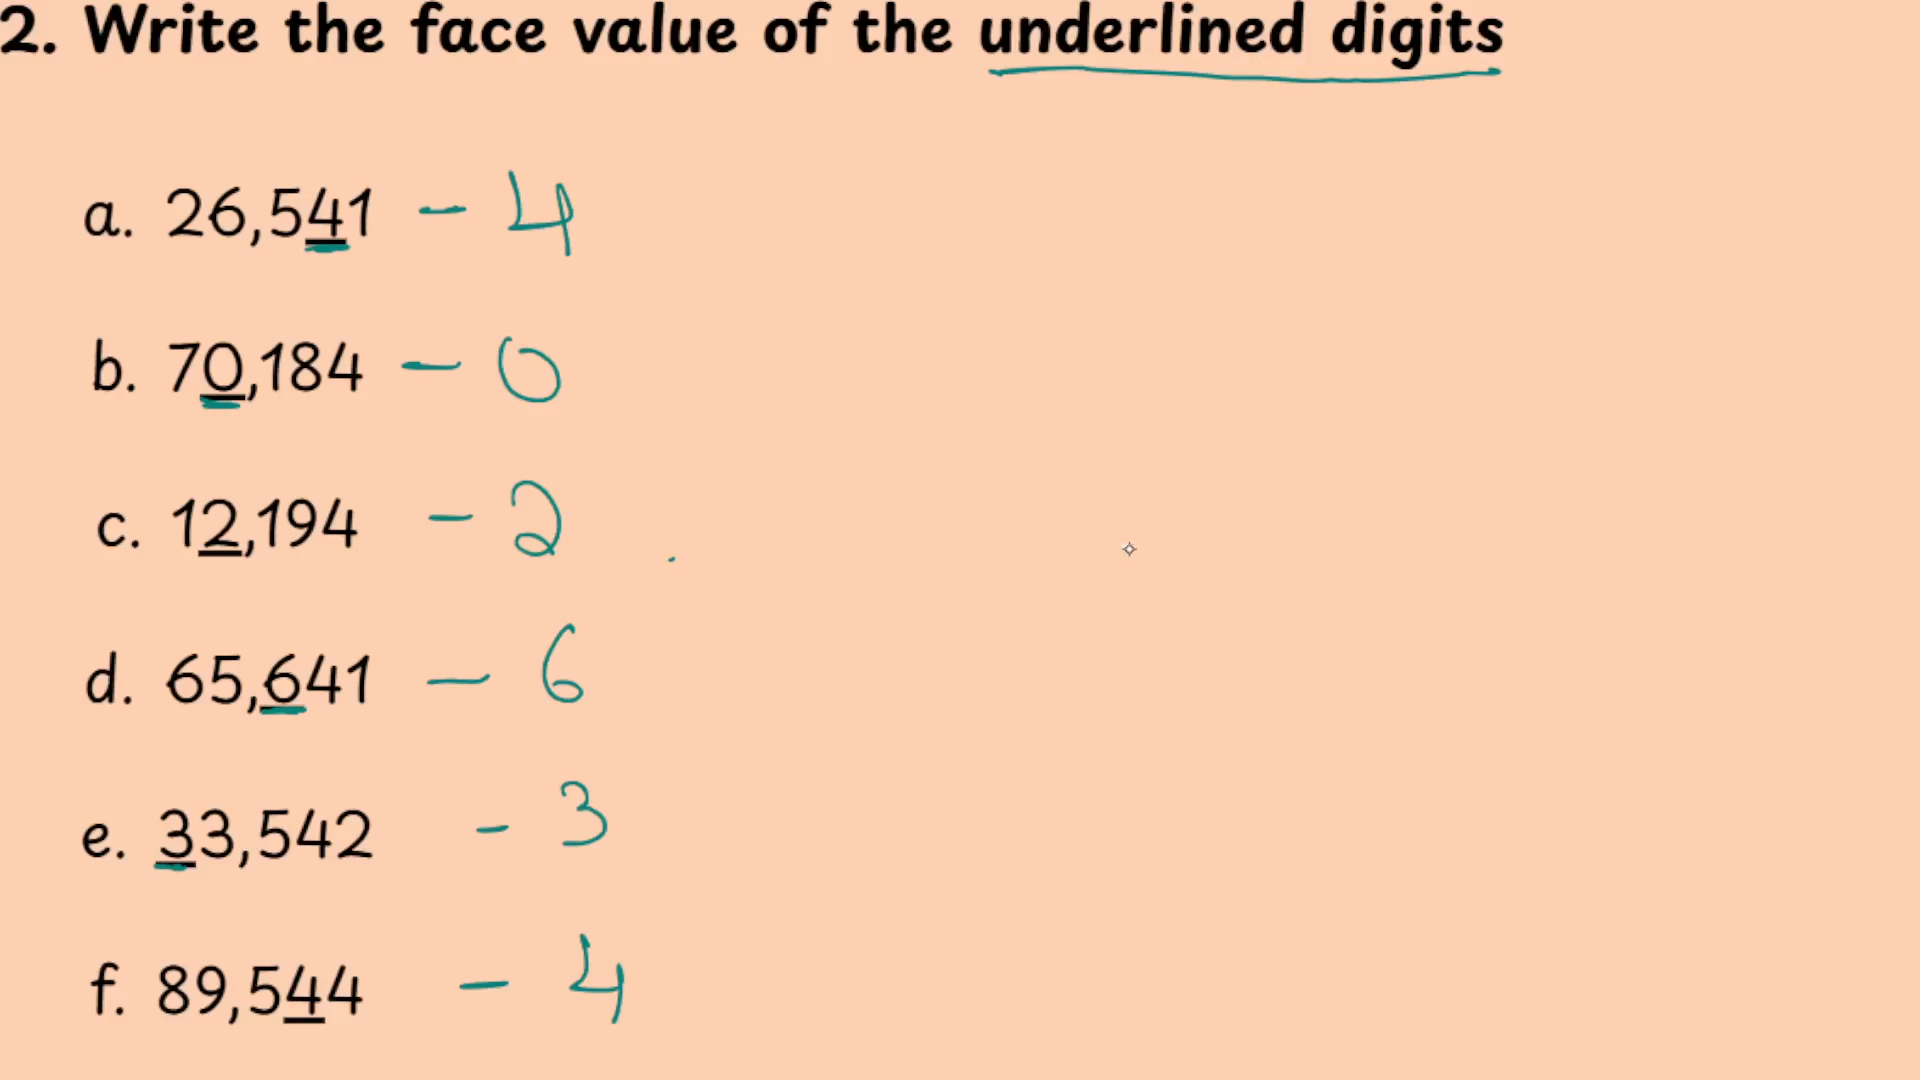 2. Write the face value of the underlined digits
a. 26,541 - 4
b. 70,184 - 0
c. 12,194 - 2
d. 65,641 - 6
e. 33,542 - 3
f. 89,544 - 4